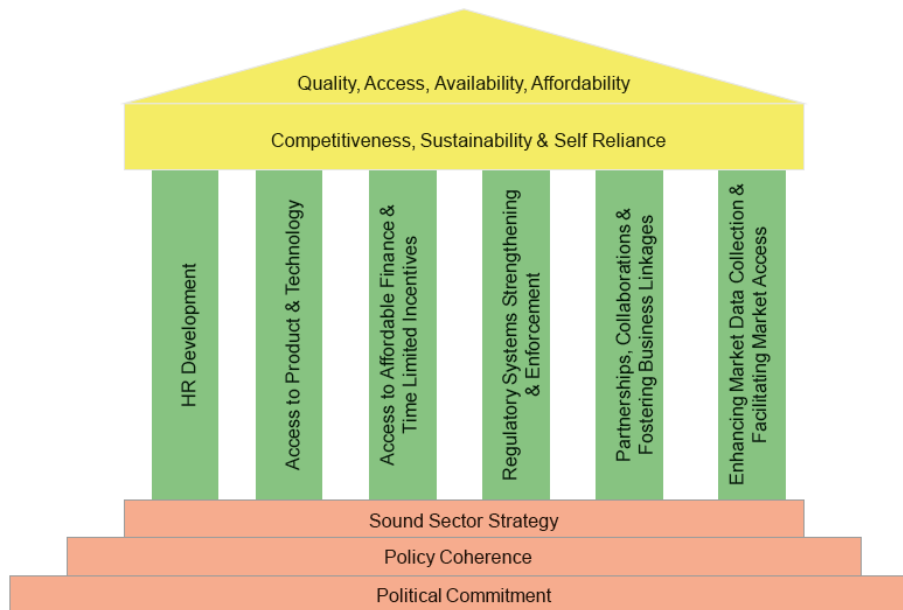 Quality, Access, Availability, Affordability
Competitiveness, Sustainability & Self Reliance
HR Development
Access to Product & Technology
Access to Affordable Finance &
Time Limited Incentives
Regulatory Systems Strengthening
& Enforcement
Partnerships, Collaborations &
Fostering Business Linkages
Enhancing Market Data Collection &
Facilitating Market Access
Sound Sector Strategy
Policy Coherence
Political Commitment